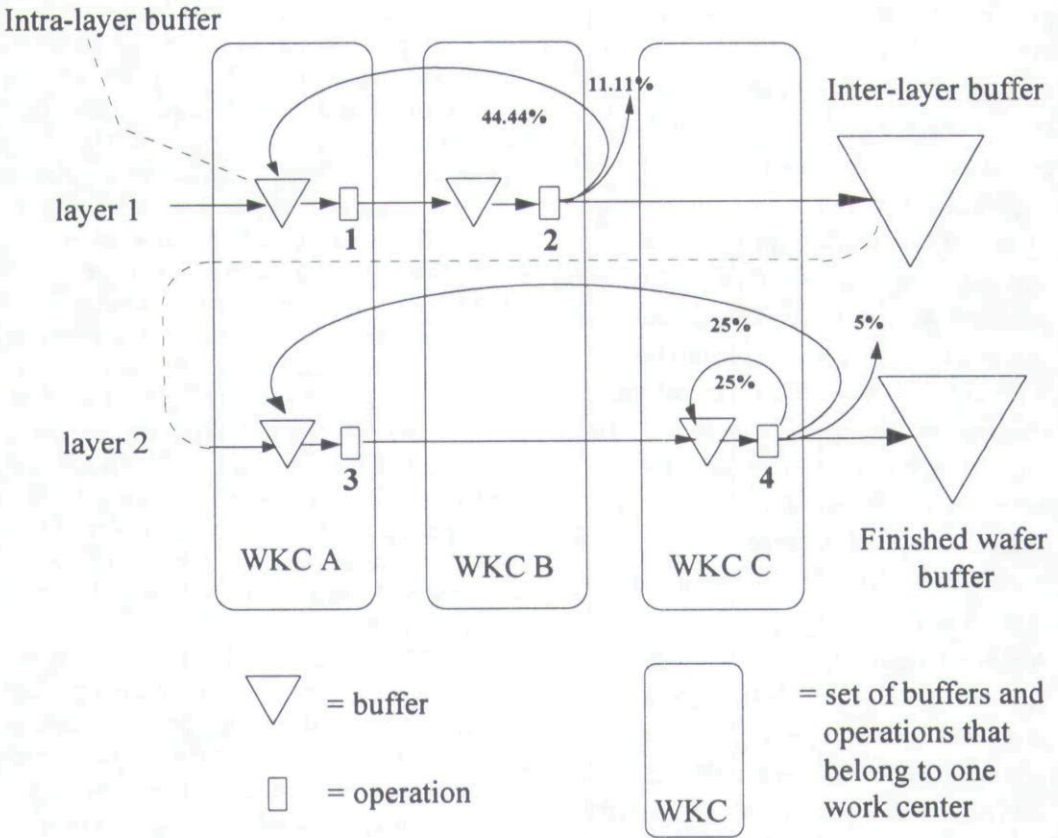 Intra-layer buffer
11.11%
44.44%
Inter-layer buffer
layer 1
1
2
25%
5%
25%
layer 2
3
4
WKC A
WKC B
WKC C
Finished wafer
buffer
= buffer
= operation
WKC
= set of buffers and
operations that
belong to one
work center